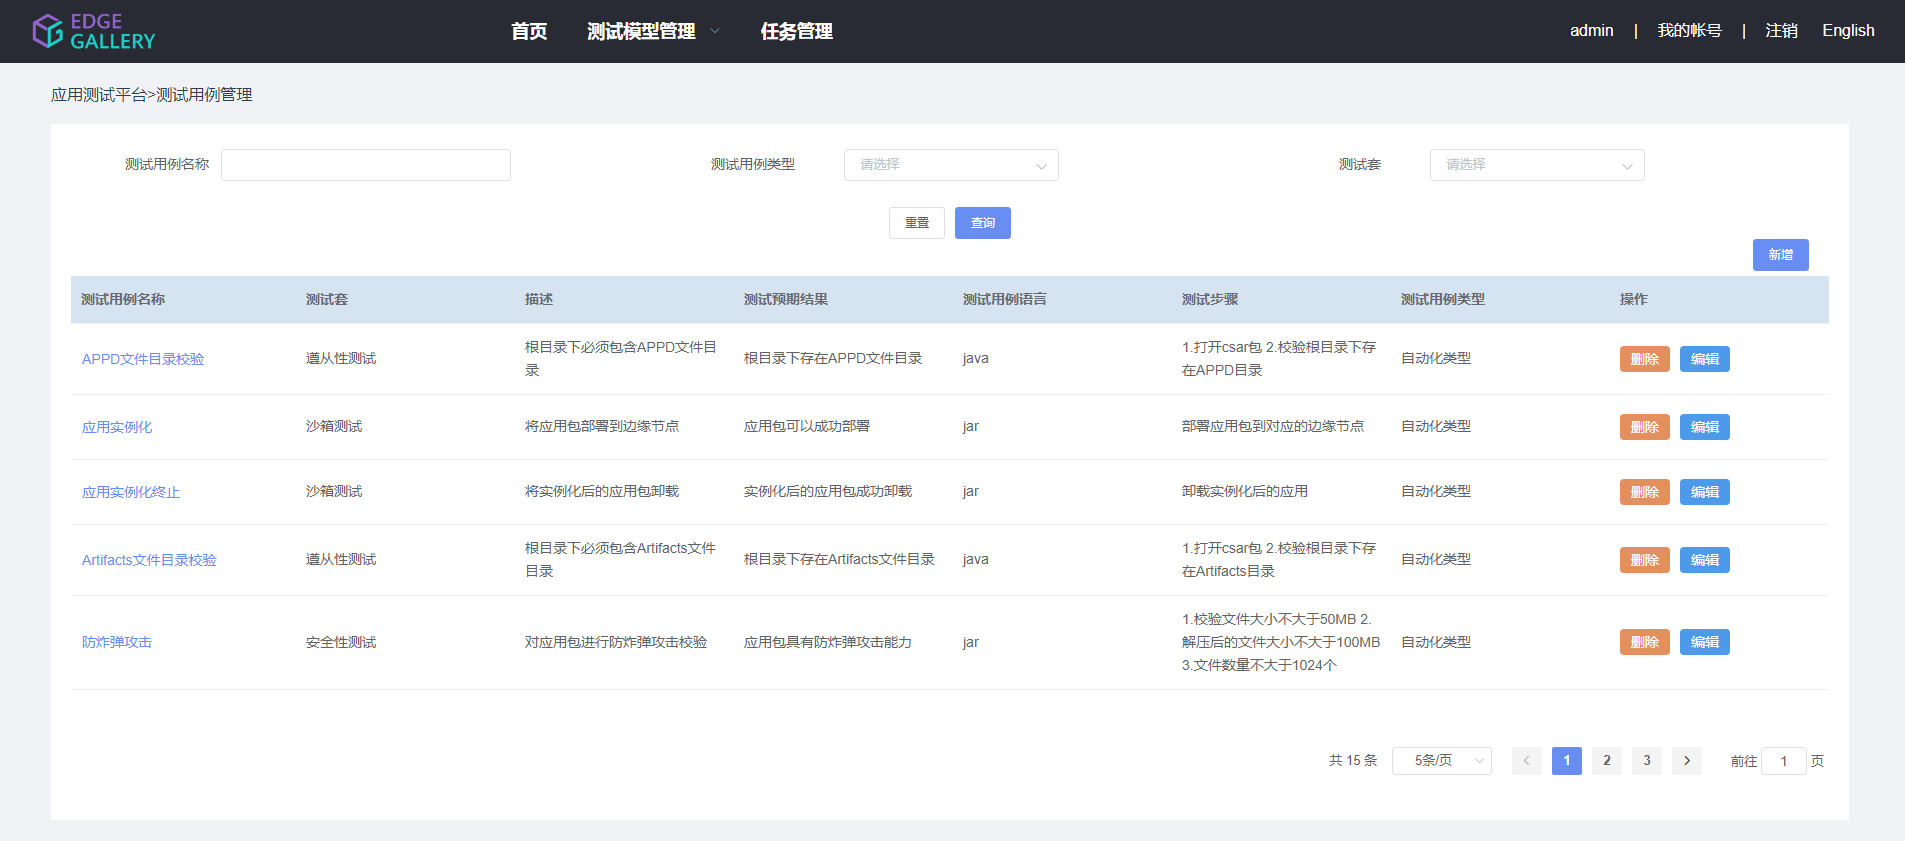 EDGE
GALLERY
首页 测试模型管理 任务管理
admin | 我的帐号 | 注销 English
应用测试平台>测试用例管理
测试用例名称 测试用例类型 请选择 测试套 请选择
重置 查询
新增
测试用例名称 测试套 描述 测试预期结果 测试用例语言 测试步骤 测试用例类型 操作
APPD文件目录校验 遵从性测试 根目录下必须包含APPD文件目
录 根目录下存在APPD文件目录 java 1.打开csar包 2.校验根目录下存
在APPD目录 自动化类型 删除 编辑
应用实例化 沙箱测试 将应用包部署到边缘节点 应用包可以成功部署 jar 部署应用包到对应的边缘节点 自动化类型 删除 编辑
应用实例化终止 沙箱测试 将实例化后的应用包卸载 实例化后的应用包成功卸载 jar 卸载实例化后的应用 自动化类型 删除 编辑
Artifacts文件目录校验 遵从性测试 根目录下必须包含Artifacts文件
目录 根目录下存在Artifacts文件目录 java 1.打开csar包 2.校验根目录下存
在Artifacts目录 自动化类型 删除 编辑
防炸弹攻击 安全性测试 对应用包进行防炸弹攻击校验 应用包具有防炸弹攻击能力 jar 1.校验文件大小不大于50MB 2.
解压后的文件大小不大于100MB
3.文件数量不大于1024个 自动化类型 删除 编辑
共 15 条 5条/页 < 1 2 3 > 前往 1 页